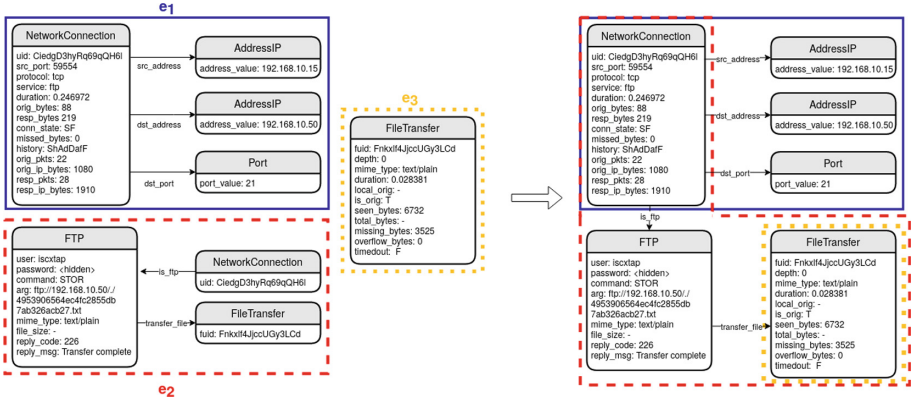 e1
NetworkConnection
uid: CiedgD3hyRq69qQH6l
src_port: 59554
protocol: tcp
service: ftp
duration: 0.246972
orig_bytes: 88
resp_bytes 219
conn_state: SF
missed_bytes: 0
history: ShAdDafF
orig_pkts: 22
orig_ip_bytes: 1080
resp_pkts: 28
resp_ip_bytes: 1910
src_address
AddressIP
address_value: 192.168.10.15
dst_address
AddressIP
address_value: 192.168.10.50
dst_port
Port
port_value: 21
FTP
user: iscxtap
password: <hidden>
command: STOR
arg: ftp://192.168.10.50/./
4953906564ec4fc2855db
7ab326acb27.txt
mime_type: text/plain
file_size: -
reply_code: 226
reply_msg: Transfer complete
is_ftp
NetworkConnection
uid: CiedgD3hyRq69qQH6l
transfer_file
FileTransfer
fuid: Fnkxlf4JjccUGy3LCd
e2
e3
FileTransfer
fuid: Fnkxlf4JjccUGy3LCd
depth: 0
mime_type: text/plain
duration: 0.028381
local_orig: -
is_orig: T
seen_bytes: 6732
total_bytes: -
missing_bytes: 3525
overflow_bytes: 0
timedout: F
NetworkConnection
uid: CiedgD3hyRq69qQH6l
src_port: 59554
protocol: tcp
service: ftp
duration: 0.246972
orig_bytes: 88
resp_bytes 219
conn_state: SF
missed_bytes: 0
history: ShAdDafF
orig_pkts: 22
orig_ip_bytes: 1080
resp_pkts: 28
resp_ip_bytes: 1910
src_address
AddressIP
address_value: 192.168.10.15
dst_address
AddressIP
address_value: 192.168.10.50
dst_port
Port
port_value: 21
is_ftp
FTP
user: iscxtap
password: <hidden>
command: STOR
arg: ftp://192.168.10.50/./
4953906564ec4fc2855db
7ab326acb27.txt
mime_type: text/plain
file_size: -
reply_code: 226
reply_msg: Transfer complete
transfer_file
FileTransfer
fuid: Fnkxlf4JjccUGy3LCd
depth: 0
mime_type: text/plain
duration: 0.028381
local_orig: -
is_orig: T
seen_bytes: 6732
total_bytes: -
missing_bytes: 3525
overflow_bytes: 0
timedout: F